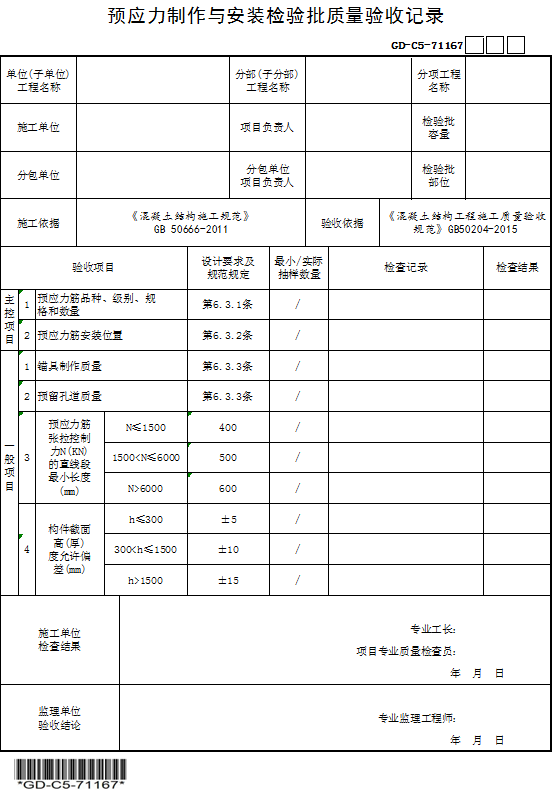 预应力制作与安装检验批质量验收记录
GD-C5-71167
单位(子单位)
工程名称
分部(子分部)
工程名称
分项工程
名称
施工单位
项目负责人
检验批
容量
分包单位
分包单位
项目负责人
检验批
部位
施工依据
《混凝土结构施工规范》
GB 50666-2011
验收依据
《混凝土结构工程施工质量验收
规范》GB50204-2015
验收项目
设计要求及
规范规定
最小/实际
抽样数量
检查记录
检查结果
主
控
项
目
1
预应力筋品种、级别、规
格和数量
第6.3.1条
/
2
预应力筋安装位置
第6.3.2条
/
一
般
项
目
1
锚具制作质量
第6.3.3条
/
2
预留孔道质量
第6.3.3条
/
3
预应力筋
张拉控制
力N(KN)
的直线段
最小长度
(mm)
N≤1500
400
/
1500<N≤6000
500
/
N>6000
600
/
4
构件截面
高(厚)
度允许偏
差(mm)
h≤300
±5
/
300<h≤1500
±10
/
h>1500
±15
/
施工单位
检查结果
专业工长：
项目专业质量检查员：
年 月 日
监理单位
验收结论
专业监理工程师：
年 月 日
*GD-C5-71167*